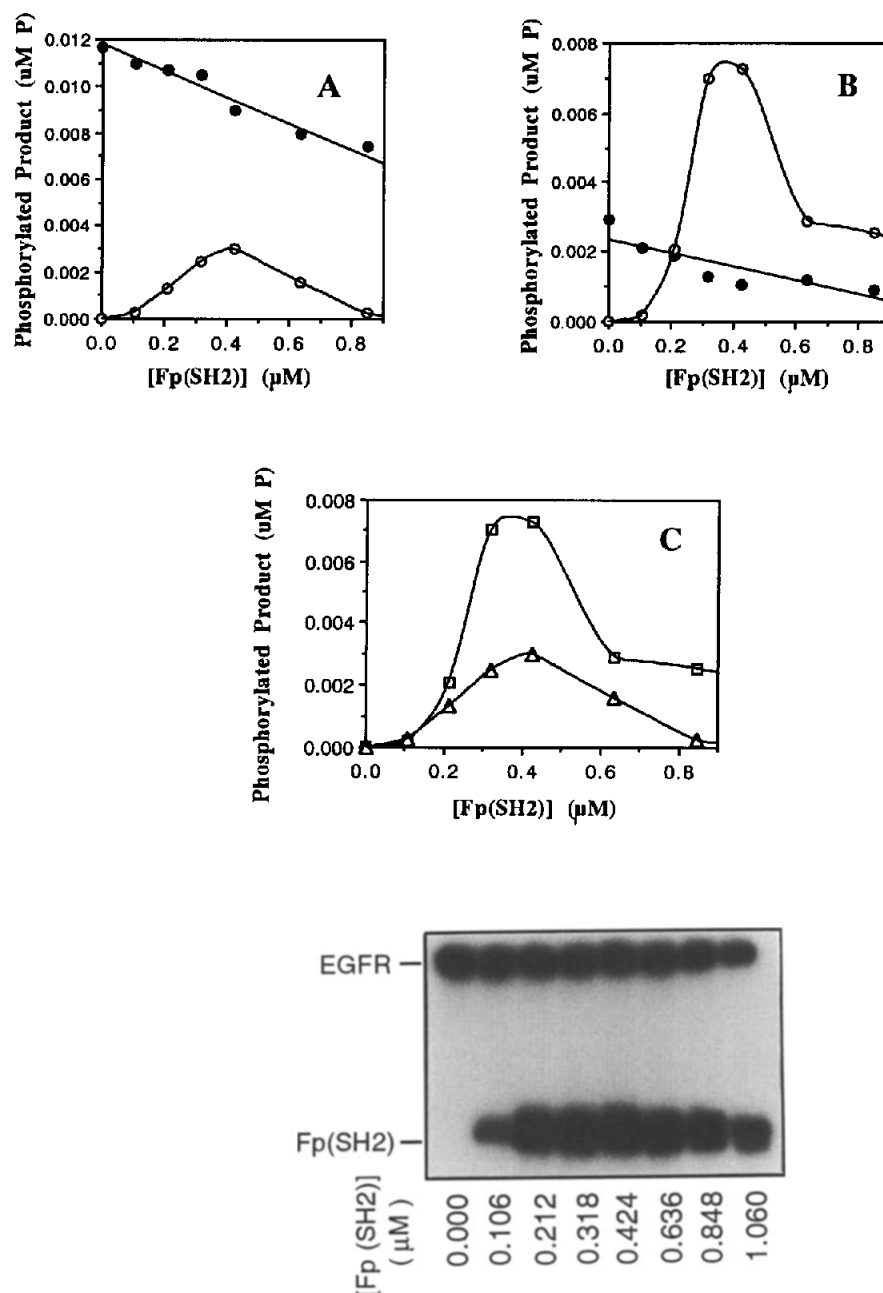 A
Phosphorylated Product (uM P)
0.012
0.010
0.008
0.006
0.004
0.002
0.000
0.0 0.2 0.4 0.6 0.8
[Fp(SH2)] (µM)
B
Phosphorylated Product (uM P)
0.008
0.006
0.004
0.002
0.000
0.0 0.2 0.4 0.6 0.8
[Fp(SH2)] (µM)
C
Phosphorylated Product (uM P)
0.008
0.006
0.004
0.002
0.000
0.0 0.2 0.4 0.6 0.8
[Fp(SH2)] (µM)
EGFR
Fp(SH2)
[Fp (SH2)]
(µM)
0.000
0.106
0.212
0.318
0.424
0.636
0.848
1.060